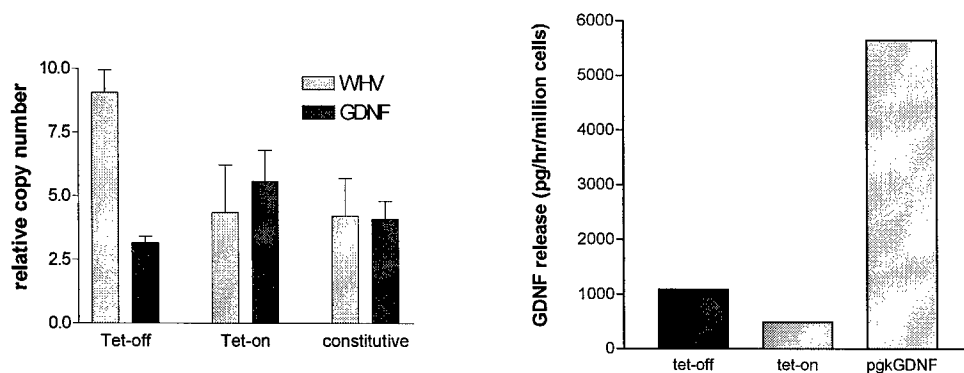 relative copy number
10.0
7.5
5.0
2.5
0.0
WHV
GDNF
Tet-off Tet-on constitutive
GDNF release (pg/hr/million cells)
6000
5000
4000
3000
2000
1000
0
tet-off tet-on pgkGDNF